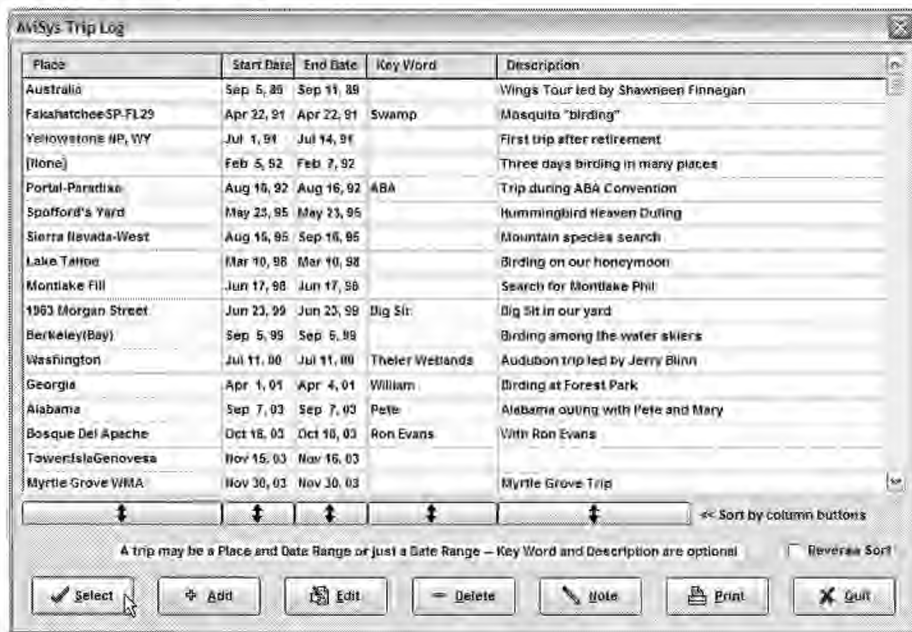 AviSys Trip Log
Place Start Date End Date Key Word Description
Australia Sep 5, 89 Sep 11, 89 Wings Tour led by Shawneen Finnegan
FakahatcheeSP-FL29 Apr 22, 91 Apr 22, 91 Swamp Mosquito "birding"
Yellowstone NP, WY Jul 1, 91 Jul 14, 91 First trip after retirement
(None) Feb 5, 92 Feb 7, 92 Three days birding in many places
Portal-Paradise Aug 16, 92 Aug 16, 92 ABA Trip during ABA Convention
Spofford's Yard May 23, 95 May 23, 95 Hummingbird Heaven Outing
Sierra Nevada-West Aug 15, 95 Sep 16, 95 Mountain species search
Lake Tahoe Mar 10, 98 Mar 10, 98 Birding on our honeymoon
Montlake Fill Jun 17, 98 Jun 17, 98 Search for Montlake Phil
1963 Morgan Street Jun 23, 99 Jun 23, 99 Big Sit Big Sit in our yard
Berkeley(Bay) Sep 5, 99 Sep 5, 99 Birding among the water skiers
Washington Jul 11, 00 Jul 11, 00 Theler Wetlands Audubon trip led by Jerry Blinn
Georgia Apr 1, 01 Apr 4, 01 William Birding at Forest Park
Alabama Sep 7, 03 Sep 7, 03 Pete Alabama outing with Pete and Mary
Bosque Del Apache Oct 18, 03 Oct 18, 03 Ron Evans With Ron Evans
Tower:IslaGenovesa Nov 15, 03 Nov 16, 03
Myrtle Grove WMA Nov 30, 03 Nov 30, 03 Myrtle Grove Trip
<< Sort by column buttons
A trip may be a Place and Date Range or just a Date Range -- Key Word and Description are optional Reverse Sort
Select Add Edit Delete Note Print Quit